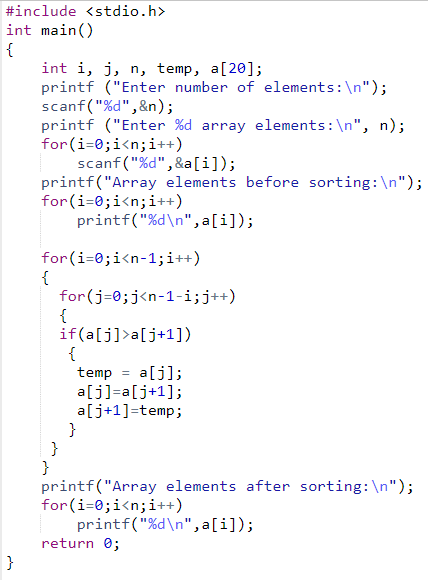 #include <stdio.h>
int main()
{
    int i, j, n, temp, a[20];
    printf ("Enter number of elements:\n");
    scanf("%d",&n);
    printf ("Enter %d array elements:\n", n);
    for(i=0;i<n;i++)
        scanf("%d",&a[i]);
    printf("Array elements before sorting:\n");
    for(i=0;i<n;i++)
        printf("%d\n",a[i]);

    for(i=0;i<n-1;i++)
    {
      for(j=0;j<n-1-i;j++)
      {
      if(a[j]>a[j+1])
       {
        temp = a[j];
        a[j]=a[j+1];
        a[j+1]=temp;
       }
     }
    }
    printf("Array elements after sorting:\n");
    for(i=0;i<n;i++)
        printf("%d\n",a[i]);
    return 0;
}